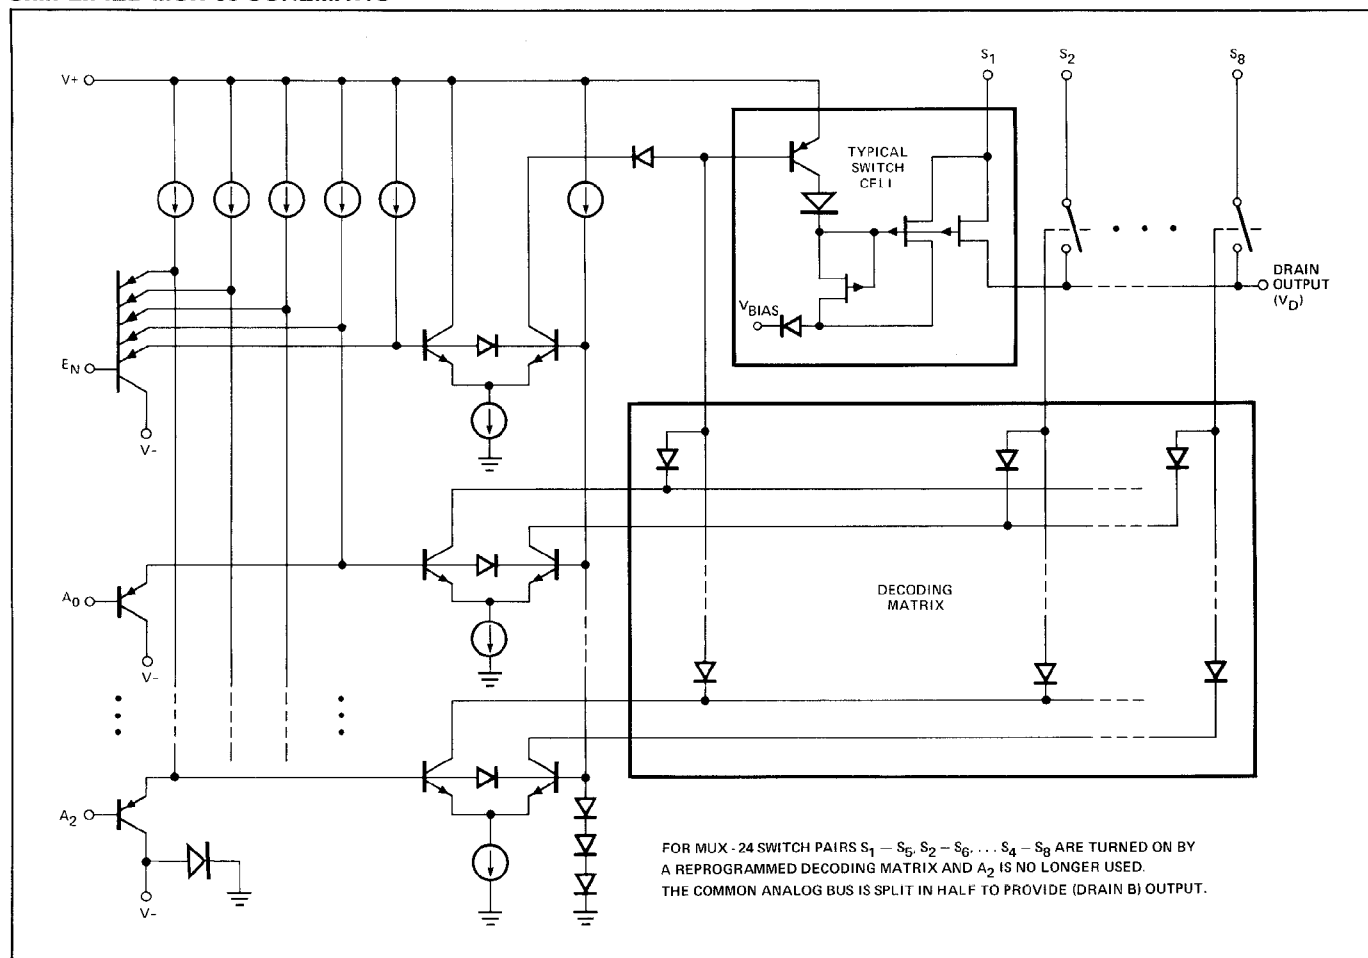 V+
S1
S2
S8
TYPICAL
SWITCH
CELL
VBIAS
DRAIN
OUTPUT
(VD)
EN
V-
A0
V-
DECODING
MATRIX
A2
V-
FOR MUX - 24 SWITCH PAIRS S1 – S5, S2 – S6, . . . S4 – S8 ARE TURNED ON BY
A REPROGRAMMED DECODING MATRIX AND A2 IS NO LONGER USED.
THE COMMON ANALOG BUS IS SPLIT IN HALF TO PROVIDE (DRAIN B) OUTPUT.